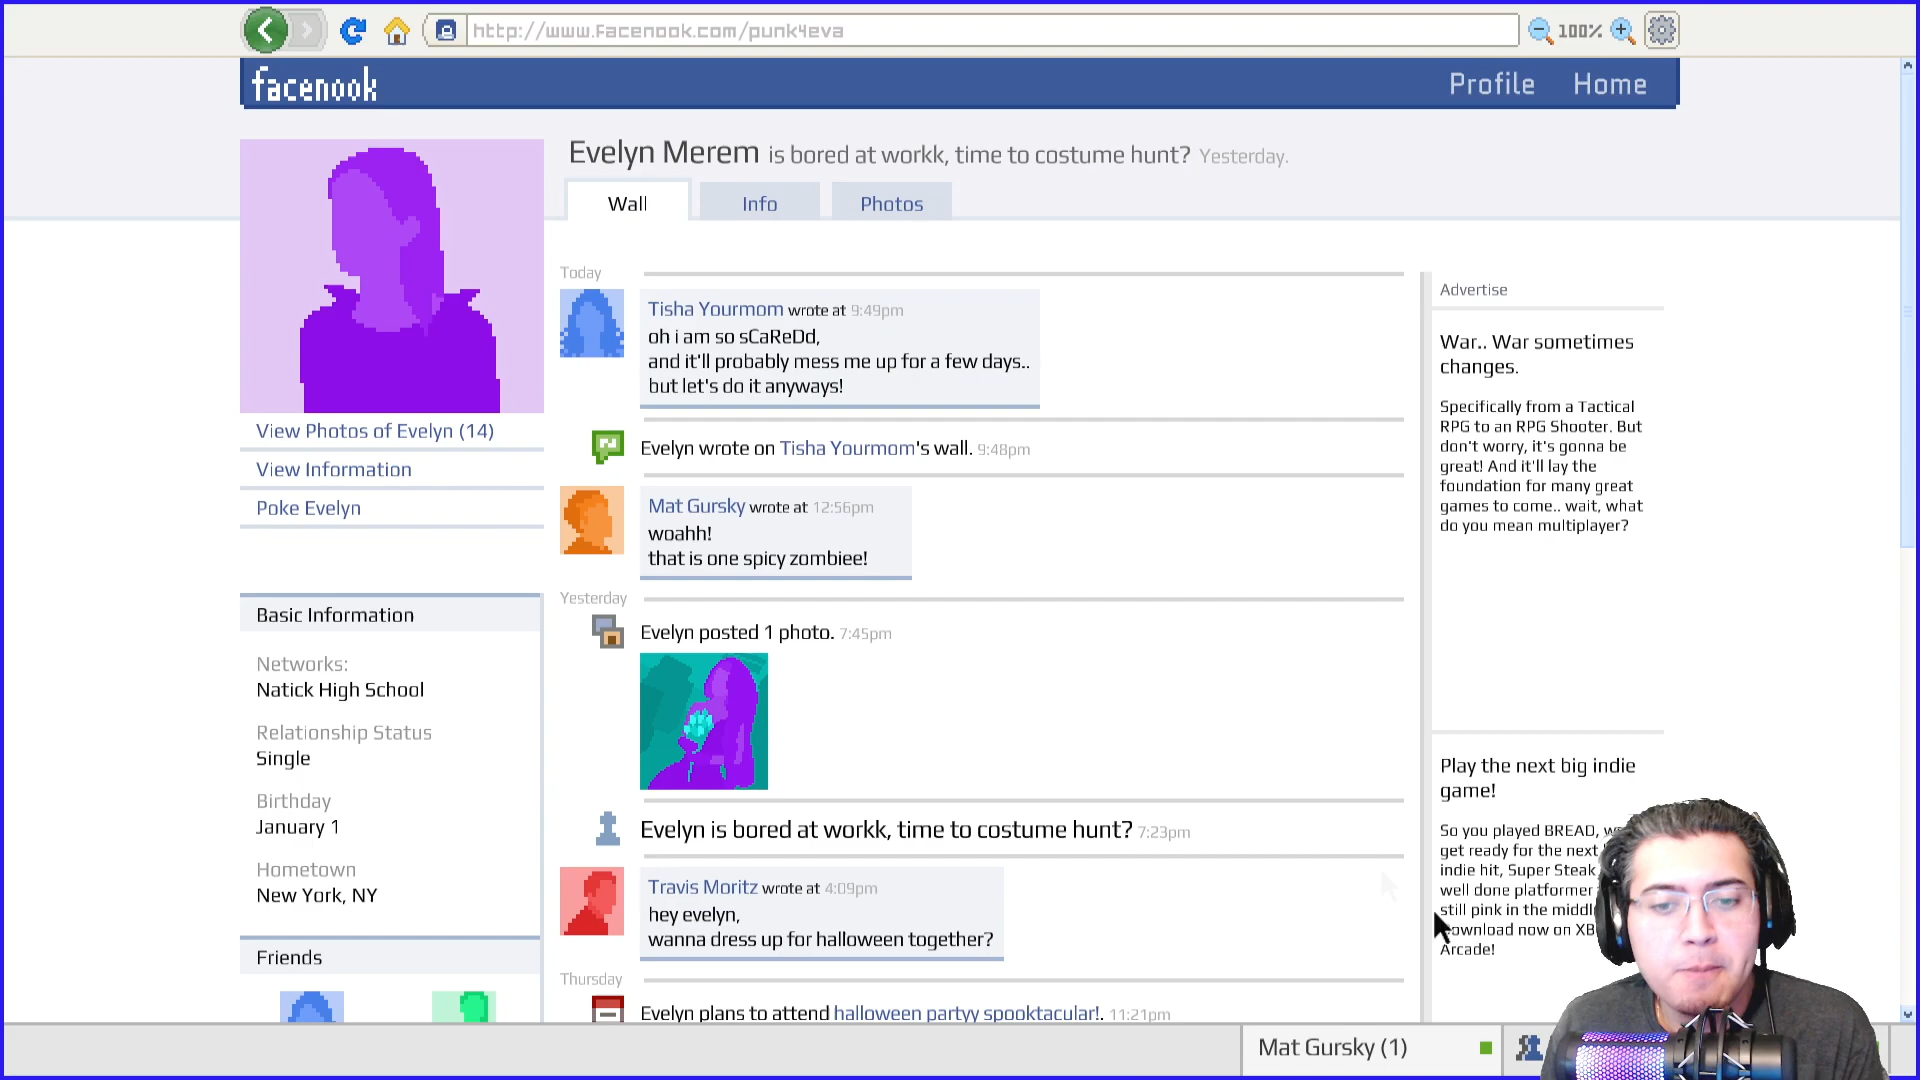 http://www.facenook.com/punk4eva
100%
facenook
Profile
Home
Evelyn Merem is bored at workk, time to costume hunt? Yesterday.
Wall
Info
Photos
View Photos of Evelyn (14)
View Information
Poke Evelyn
Basic Information
Networks:
Natick High School
Relationship Status
Single
Birthday
January 1
Hometown
New York, NY
Friends
Today
Tisha Yourmom wrote at 9:49pm
oh i am so sCaReDd,
and it'll probably mess me up for a few days..
but let's do it anyways!
Evelyn wrote on Tisha Yourmom's wall. 9:48pm
Mat Gursky wrote at 12:56pm
woahh!
that is one spicy zombiee!
Yesterday
Evelyn posted 1 photo. 7:45pm
Evelyn is bored at workk, time to costume hunt? 7:23pm
Travis Moritz wrote at 4:09pm
hey evelyn,
wanna dress up for halloween together?
Thursday
Evelyn plans to attend halloween partyy spooktacular!. 11:21pm
Advertise
War.. War sometimes
changes.
Specifically from a Tactical
RPG to an RPG Shooter. But
don't worry, it's gonna be
great! And it'll lay the
foundation for many great
games to come.. wait, what
do you mean multiplayer?
Play the next big indie
game!
So you played BREAD,
get ready for the next
indie hit, Super Steak
well done platformer
still pink in the
now on
Arcade!
Mat Gursky (1)